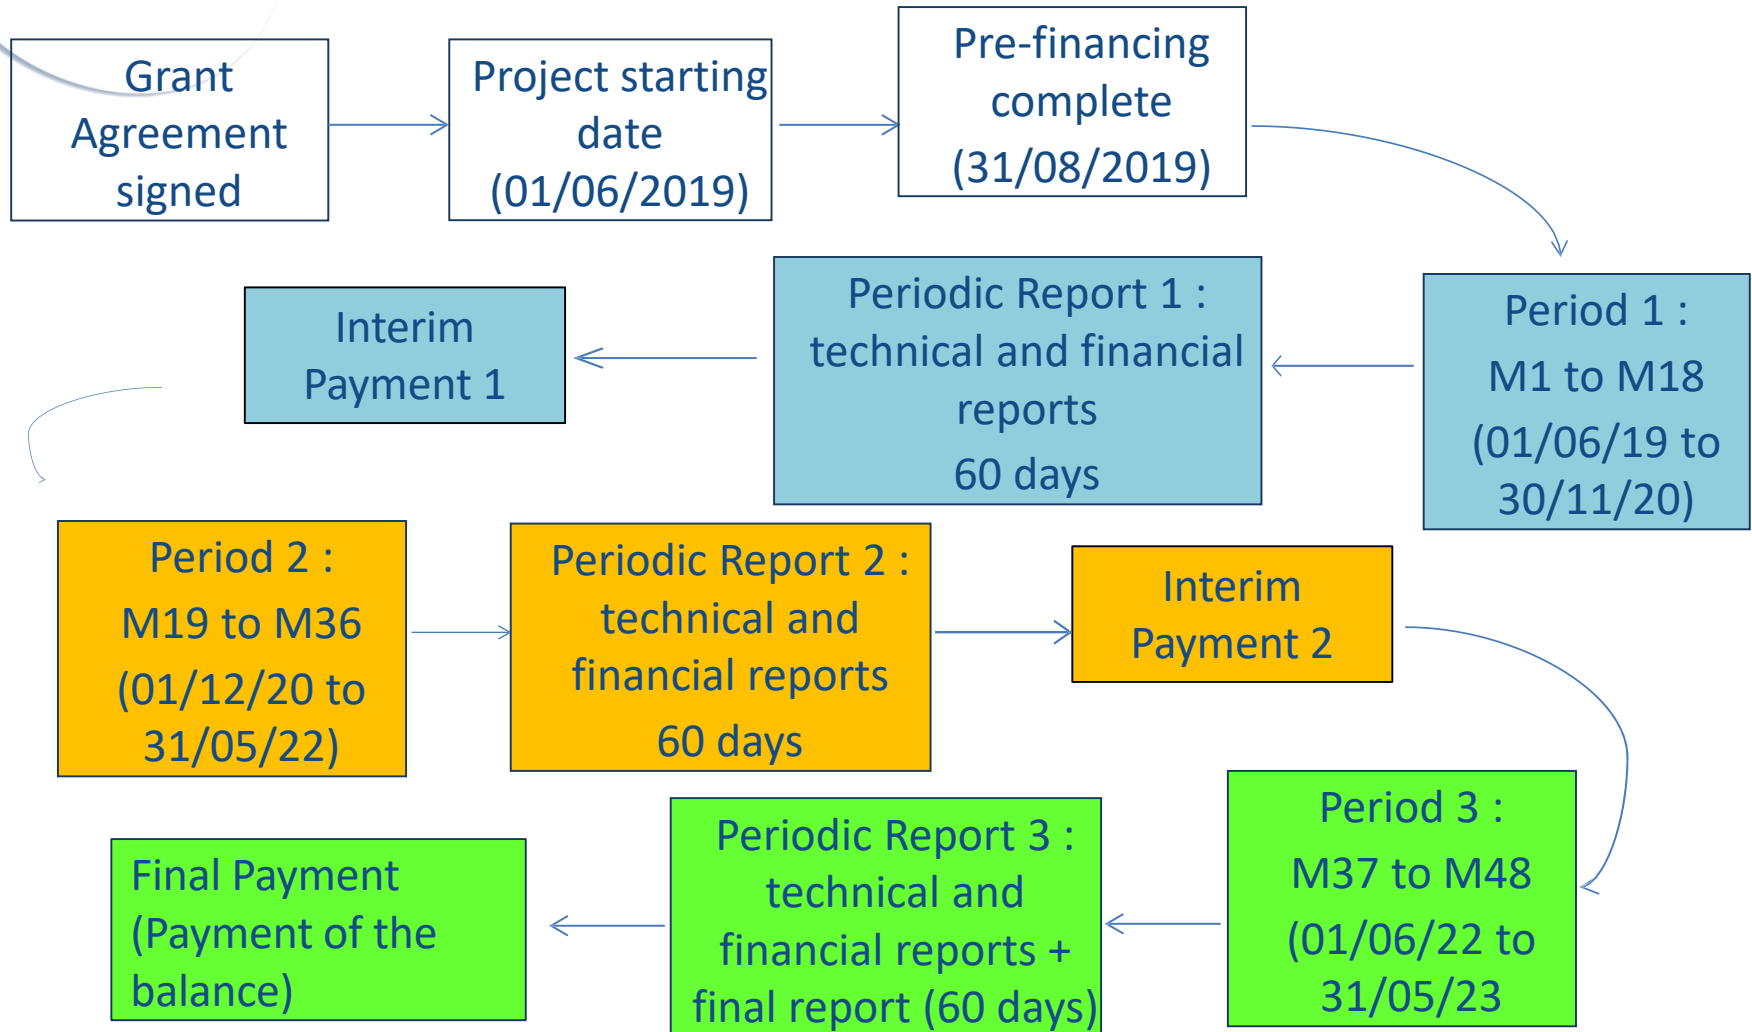 Grant
Agreement
signed
Project starting
date
(01/06/2019)
Pre-financing
complete
(31/08/2019)
Period 1 :
M1 to M18
(01/06/19 to
30/11/20)
Periodic Report 1 :
technical and financial
reports
60 days
Interim
Payment 1
Period 2 :
M19 to M36
(01/12/20 to
31/05/22)
Periodic Report 2 :
technical and
financial reports
60 days
Interim
Payment 2
Period 3 :
M37 to M48
(01/06/22 to
31/05/23
Periodic Report 3 :
technical and
financial reports +
final report (60 days)
Final Payment
(Payment of the
balance)